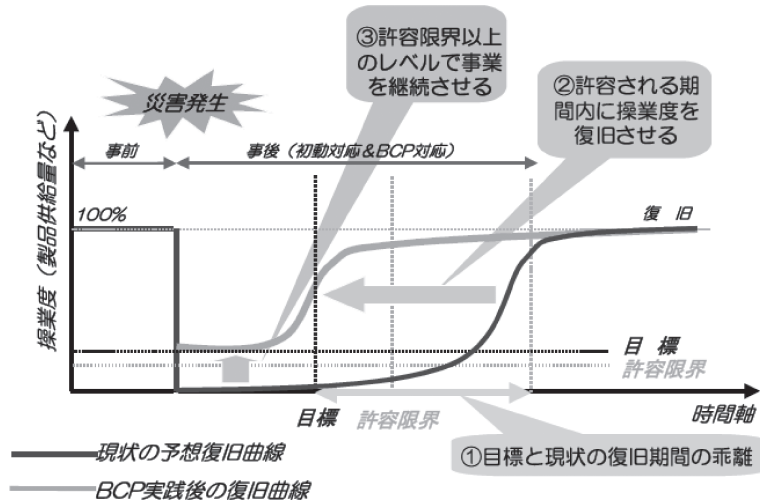 ③許容限界以上
のレベルで事業
を継続させる
災害発生
②許容される期
間内に操業度を
復旧させる
事前
事後（初動対応&BCP対応）
操業度（製品供給量など）
100%
復 旧
目 標
許容限界
目標
許容限界
時間軸
①目標と現状の復旧期間の乖離
現状の予想復旧曲線
BCP実践後の復旧曲線